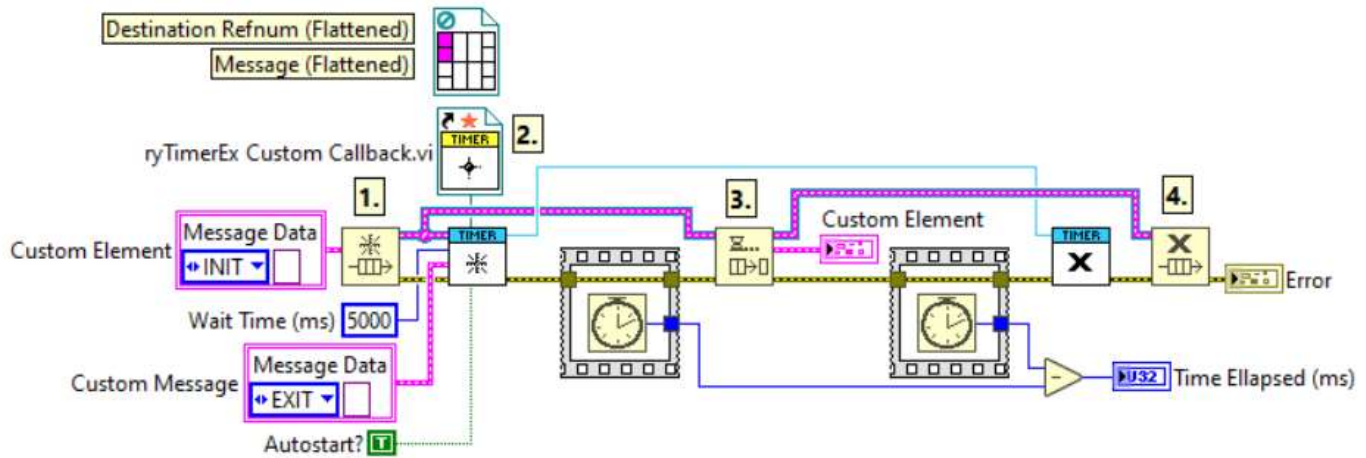 Destination Refnum (Flattened)
Message (Flattened)
TIMER
2.
ryTimerEx Custom Callback.vi
1.
3.
4.
Custom Element
Message Data
INIT
TIMER
Custom Element
TIMER
X
X
Error
Wait Time (ms) 5000
Message Data
Custom Message
EXIT
U32 Time Ellapsed (ms)
Autostart? T